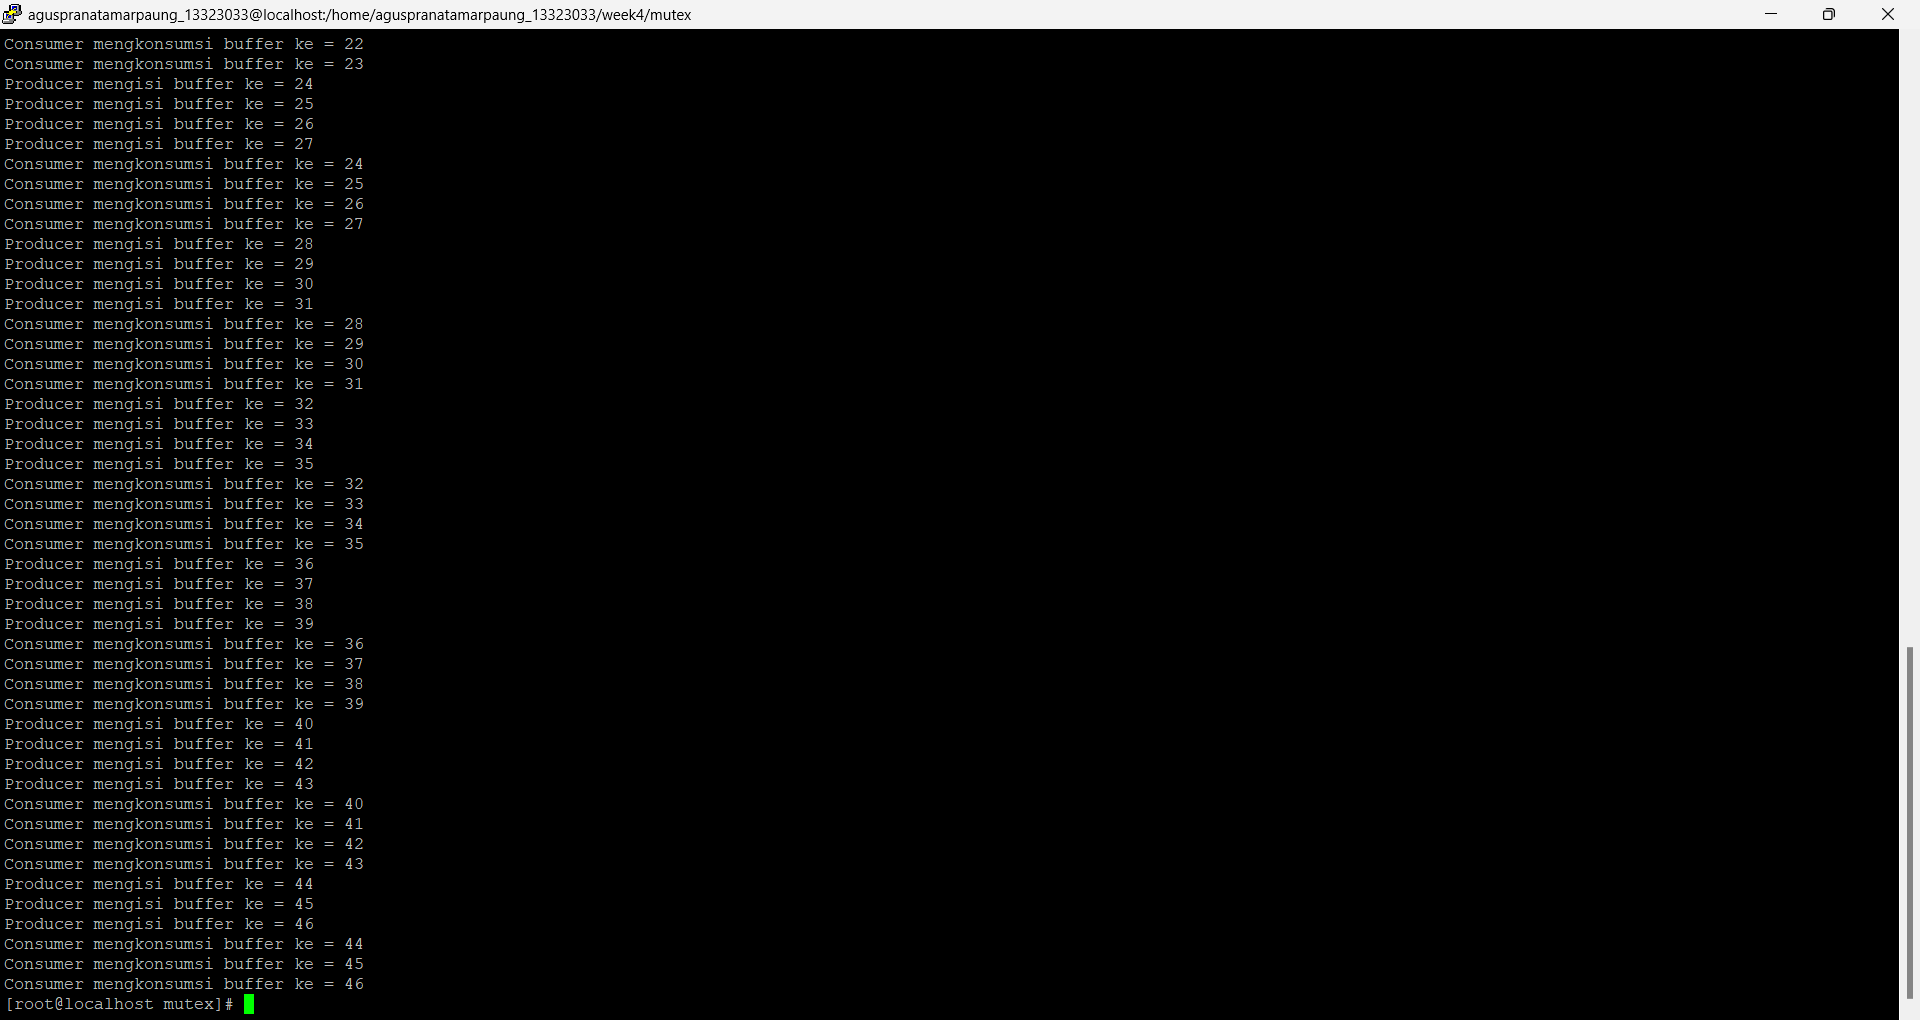 aguspranatamarpaung_13323033@localhost:/home/aguspranatamarpaung_13323033/week4/mutex
Consumer mengkonsumsi buffer ke = 22
Consumer mengkonsumsi buffer ke = 23
Producer mengisi buffer ke = 24
Producer mengisi buffer ke = 25
Producer mengisi buffer ke = 26
Producer mengisi buffer ke = 27
Consumer mengkonsumsi buffer ke = 24
Consumer mengkonsumsi buffer ke = 25
Consumer mengkonsumsi buffer ke = 26
Consumer mengkonsumsi buffer ke = 27
Producer mengisi buffer ke = 28
Producer mengisi buffer ke = 29
Producer mengisi buffer ke = 30
Producer mengisi buffer ke = 31
Consumer mengkonsumsi buffer ke = 28
Consumer mengkonsumsi buffer ke = 29
Consumer mengkonsumsi buffer ke = 30
Consumer mengkonsumsi buffer ke = 31
Producer mengisi buffer ke = 32
Producer mengisi buffer ke = 33
Producer mengisi buffer ke = 34
Producer mengisi buffer ke = 35
Consumer mengkonsumsi buffer ke = 32
Consumer mengkonsumsi buffer ke = 33
Consumer mengkonsumsi buffer ke = 34
Consumer mengkonsumsi buffer ke = 35
Producer mengisi buffer ke = 36
Producer mengisi buffer ke = 37
Producer mengisi buffer ke = 38
Producer mengisi buffer ke = 39
Consumer mengkonsumsi buffer ke = 36
Consumer mengkonsumsi buffer ke = 37
Consumer mengkonsumsi buffer ke = 38
Consumer mengkonsumsi buffer ke = 39
Producer mengisi buffer ke = 40
Producer mengisi buffer ke = 41
Producer mengisi buffer ke = 42
Producer mengisi buffer ke = 43
Consumer mengkonsumsi buffer ke = 40
Consumer mengkonsumsi buffer ke = 41
Consumer mengkonsumsi buffer ke = 42
Consumer mengkonsumsi buffer ke = 43
Producer mengisi buffer ke = 44
Producer mengisi buffer ke = 45
Producer mengisi buffer ke = 46
Consumer mengkonsumsi buffer ke = 44
Consumer mengkonsumsi buffer ke = 45
Consumer mengkonsumsi buffer ke = 46
[root@localhost mutex]#